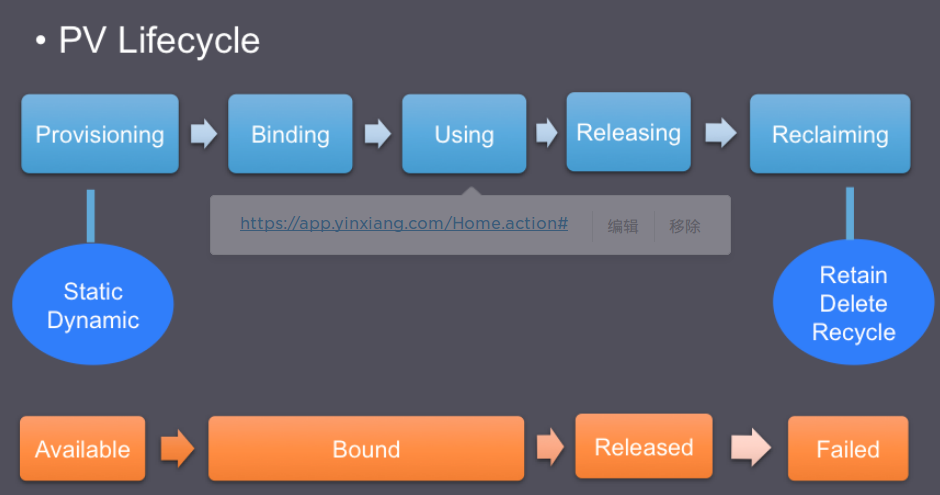 • PV Lifecycle
Provisioning
Binding
Using
Releasing
Reclaiming
https://app.yinxiang.com/Home.action#
编辑
移除
Static
Dynamic
Retain
Delete
Recycle
Available
Bound
Released
Failed